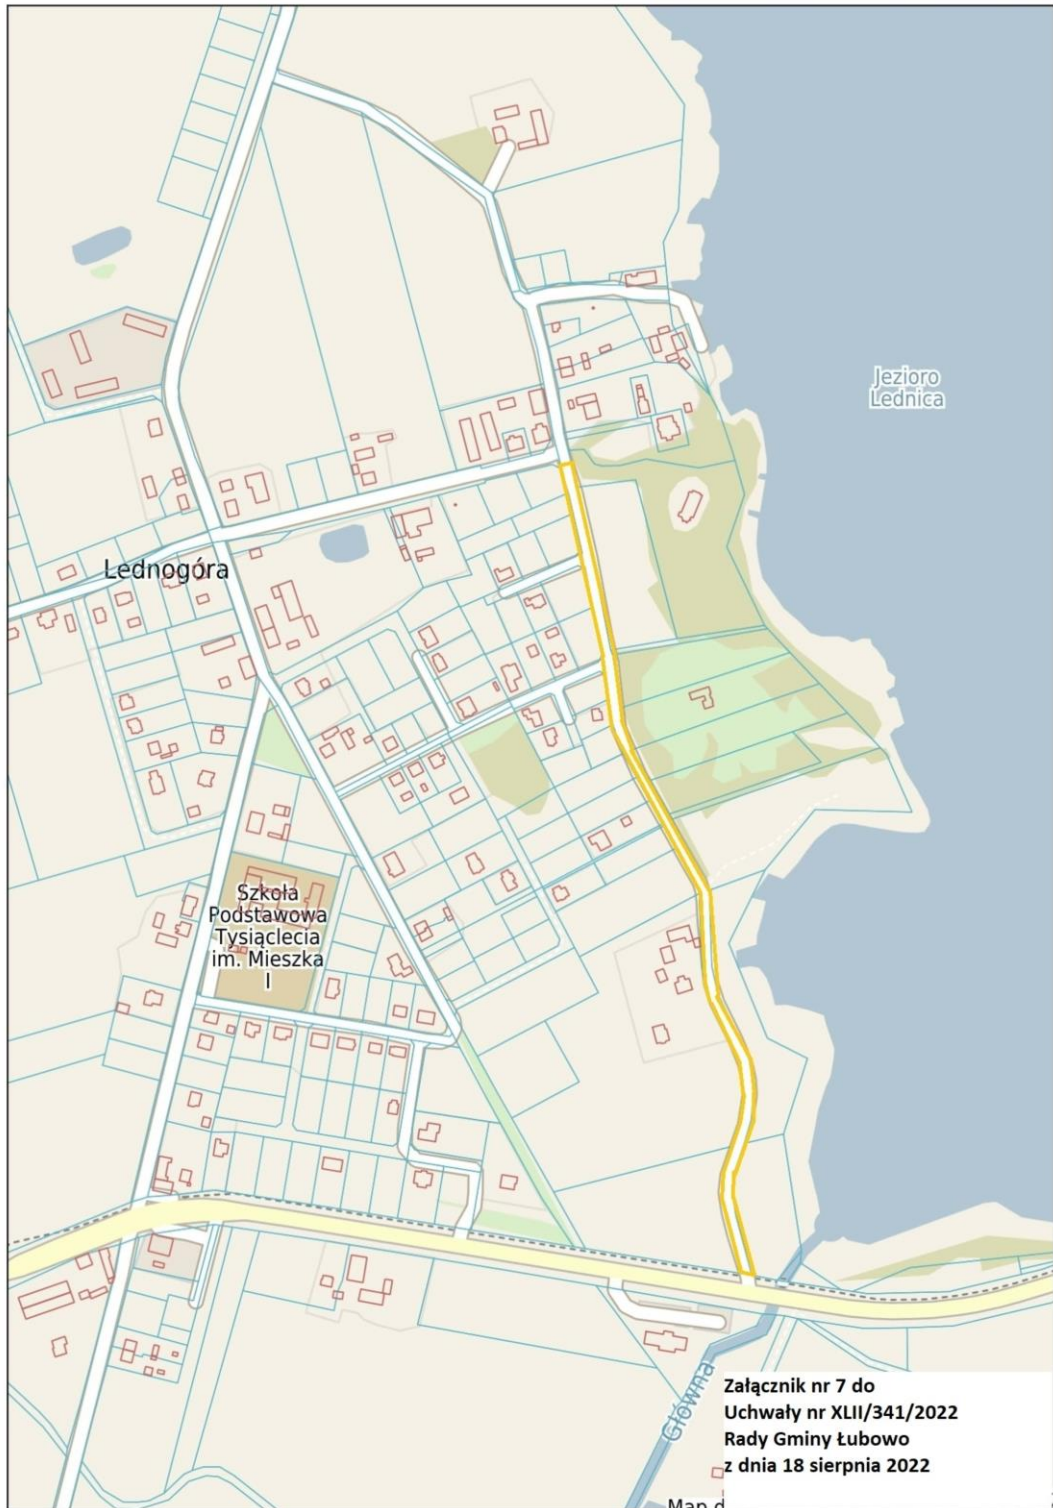 Jezioro
Lednica
Lednogóra
Szkoła
Podstawowa
Tysiąclecia
im. Mieszka
I
Główna
Załącznik nr 7 do
Uchwały nr XLII/341/2022
Rady Gminy Łubowo
z dnia 18 sierpnia 2022
Map d